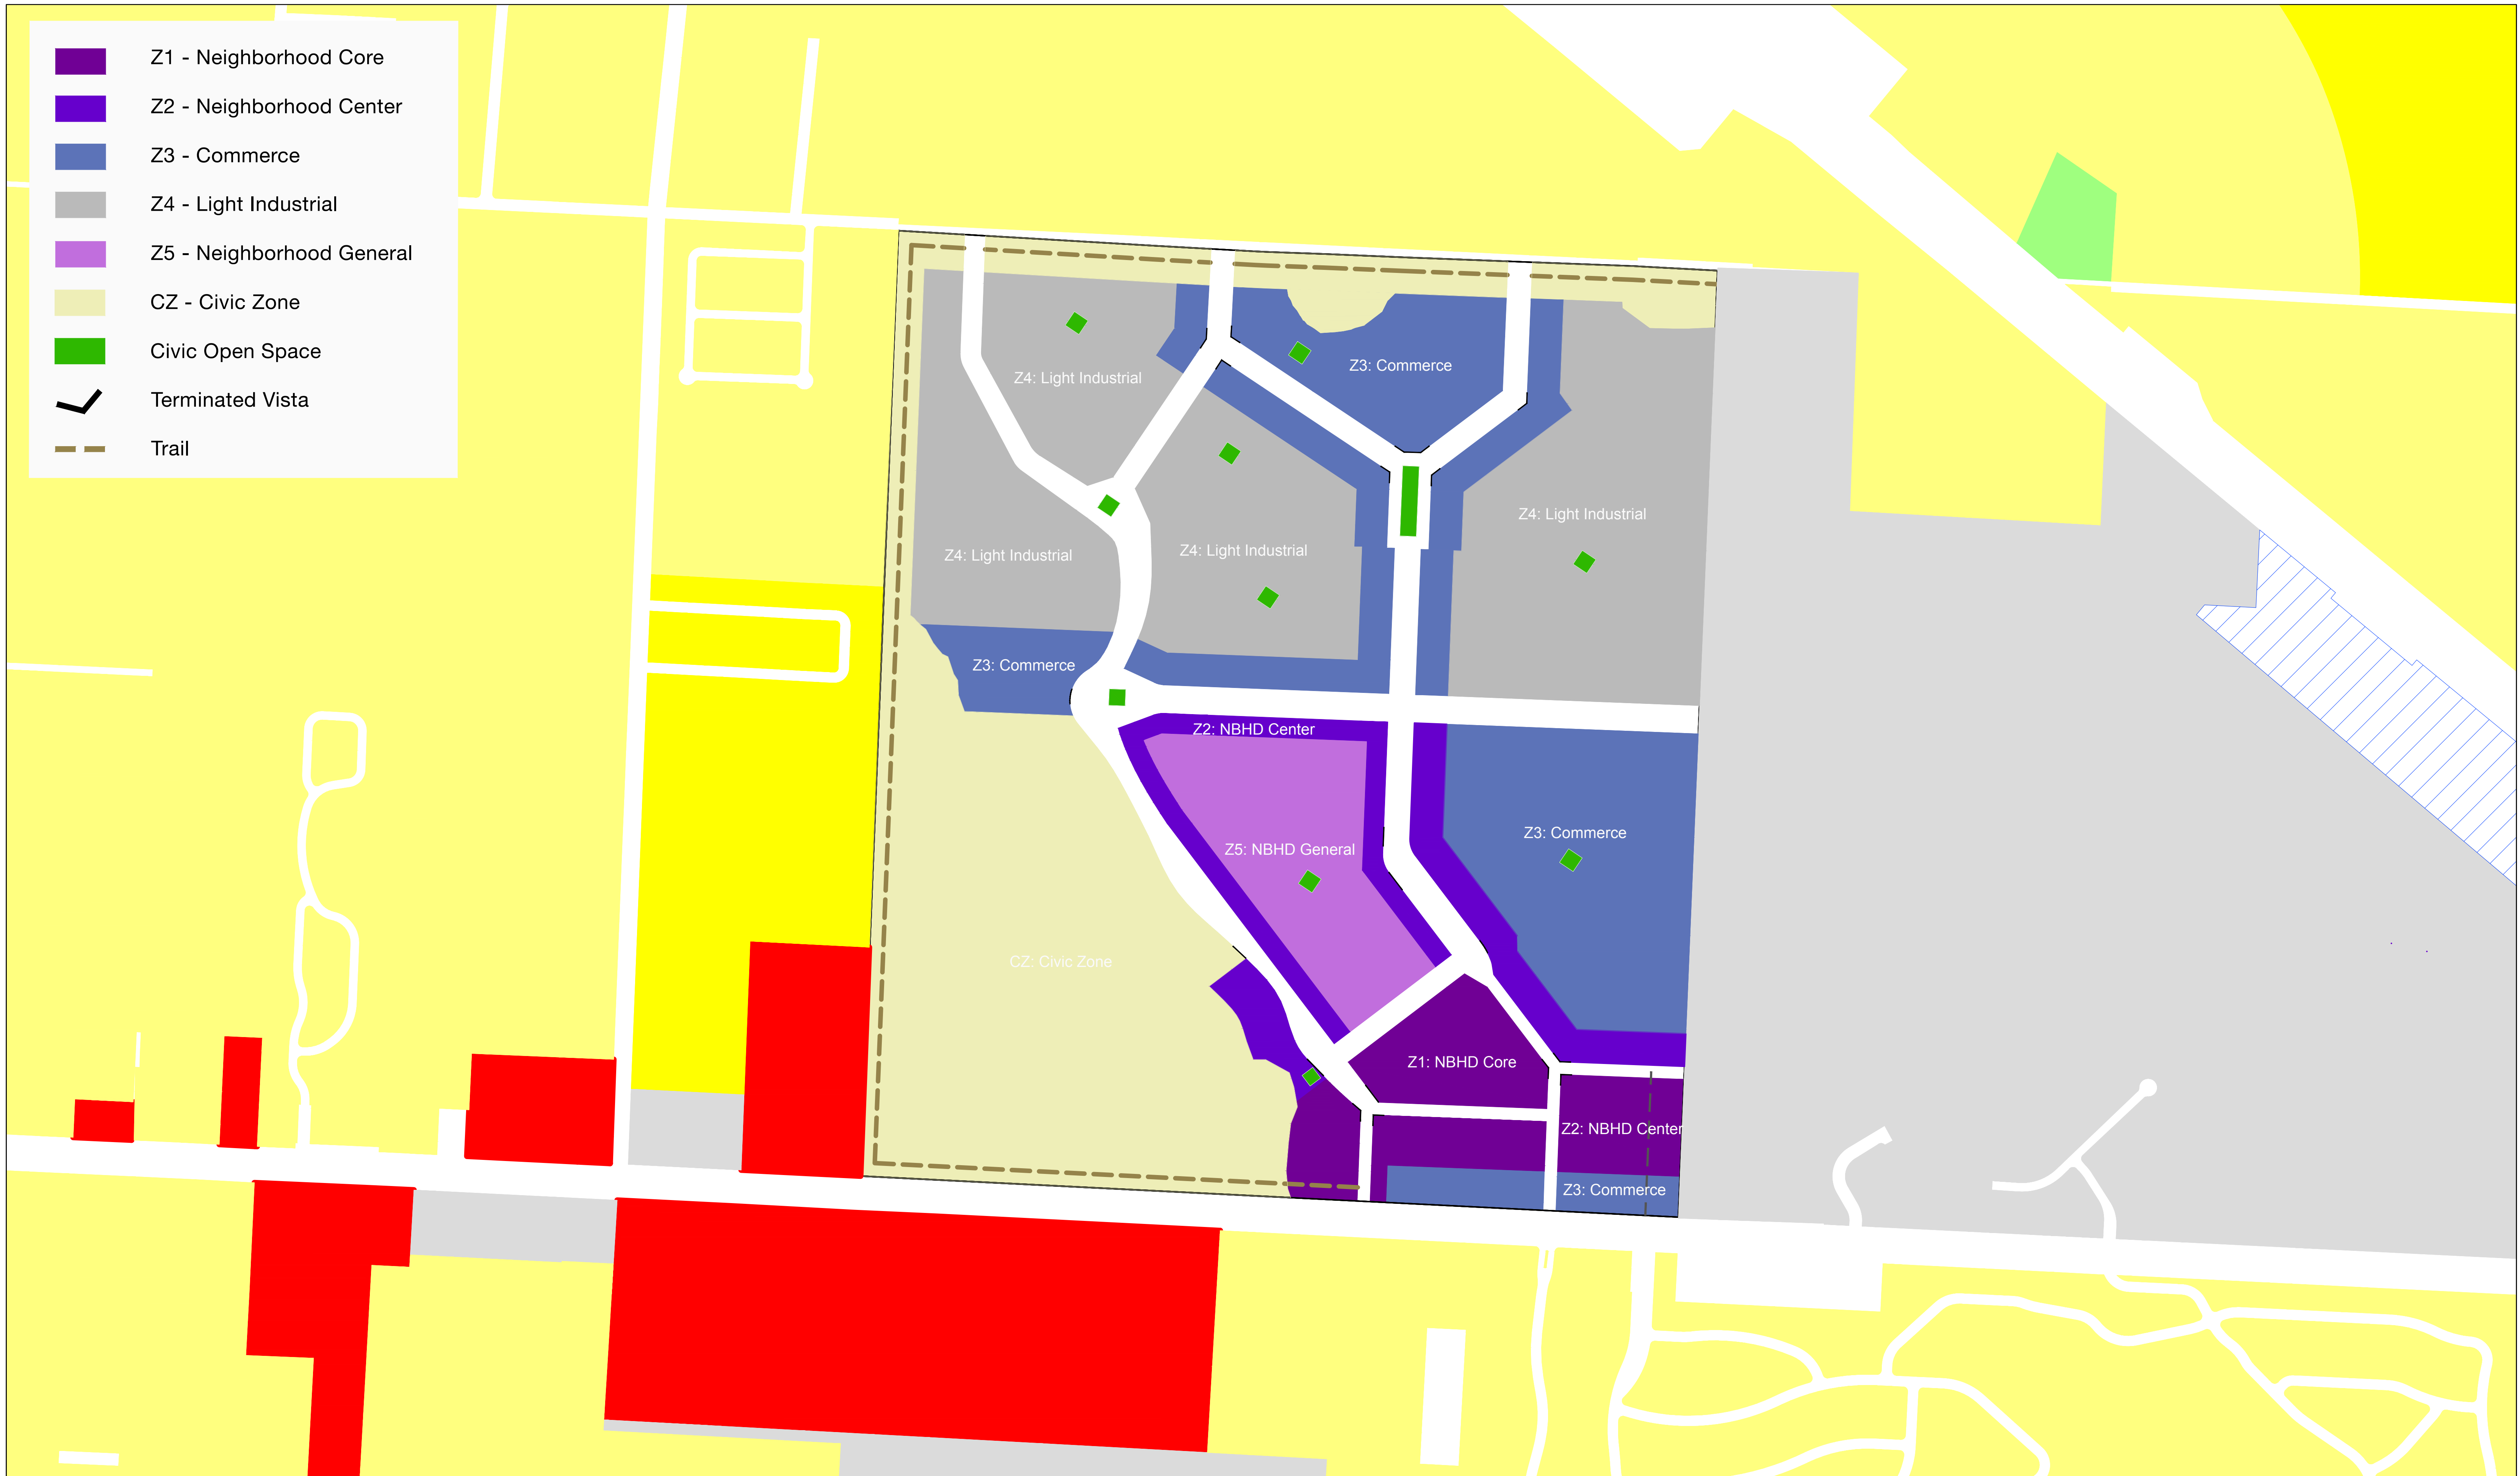 Z1 - Neighborhood Core
Z2 - Neighborhood Center
Z3 - Commerce
Z4 - Light Industrial
Z5 - Neighborhood General
CZ - Civic Zone
Civic Open Space
Terminated Vista
Trail
Z3: Commerce
Z4: Light Industrial
Z4: Light Industrial
Z4: Light Industrial
Z4: Light Industrial
Z3: Commerce
Z2: NBHD Center
Z3: Commerce
Z5: NBHD General
CZ: Civic Zone
Z1: NBHD Core
Z2: NBHD Center
Z3: Commerce